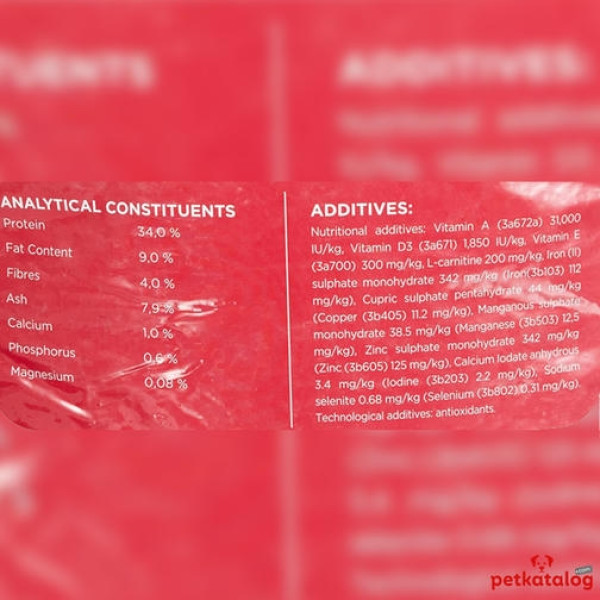 ANALYTICAL CONSTITUENTS
Protein 34,0 %
Fat Content 9,0 %
Fibres 4,0 %
Ash 7,9 %
Calcium 1,0 %
Phosphorus 0,6 %
Magnesium 0,08 %
ADDITIVES:
Nutritional additives: Vitamin A (3a672a) 31.000
IU/kg, Vitamin D3 (3a671) 1,850 IU/kg, Vitamin E
(3a700) 300 mg/kg, L-carnitine 200 mg/kg, Iron (II)
sulphate monohydrate 342 mg/kg (Iron(3b103) 112
mg/kg), Cupric sulphate pentahydrate 44 mg/kg
(Copper (3b405) 11.2 mg/kg), Manganous sulphate
monohydrate 38.5 mg/kg (Manganese (3b503) 12,5
mg/kg), Zinc sulphate monohydrate 342 mg/kg
(Zinc (3b605) 125 mg/kg), Calcium Iodate anhydrous
3.4 mg/kg (Iodine (3b203) 2,2 mg/kg), Sodium
selenite 0.68 mg/kg (Selenium (3b802) 0.31 mg/kg).
Technological additives: antioxidants.
petkatalog